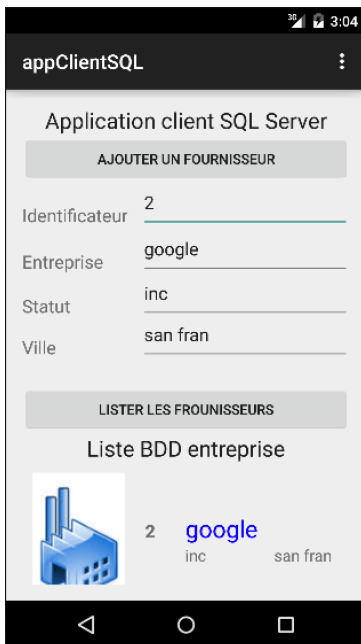 3G 3:04
appClientSQL
Application client SQL Server
AJOUTER UN FOURNISSEUR
Identificateur 2
Entreprise google
Statut inc
Ville san fran
LISTER LES FROUNISSEURS
Liste BDD entreprise
2 google
inc san fran